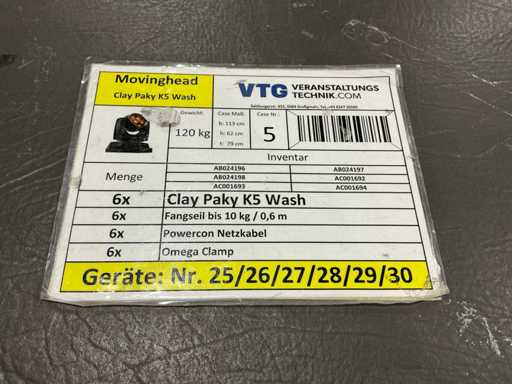 Movinghead
Clay Paky K5 Wash
VTG VERANSTALTUNGS
TECHNIK.COM
Gewicht:
120 kg
Case Maß:
b: 113 cm
h: 62 cm
t: 79 cm
Case Nr.:
5
Inventar
Menge
AB024196 AB024197
AB024198 AC001692
AC001693 AC001694
6x Clay Paky K5 Wash
6x Fangseil bis 10 kg / 0,6 m
6x Powercon Netzkabel
6x Omega Clamp
Geräte: Nr. 25/26/27/28/29/30